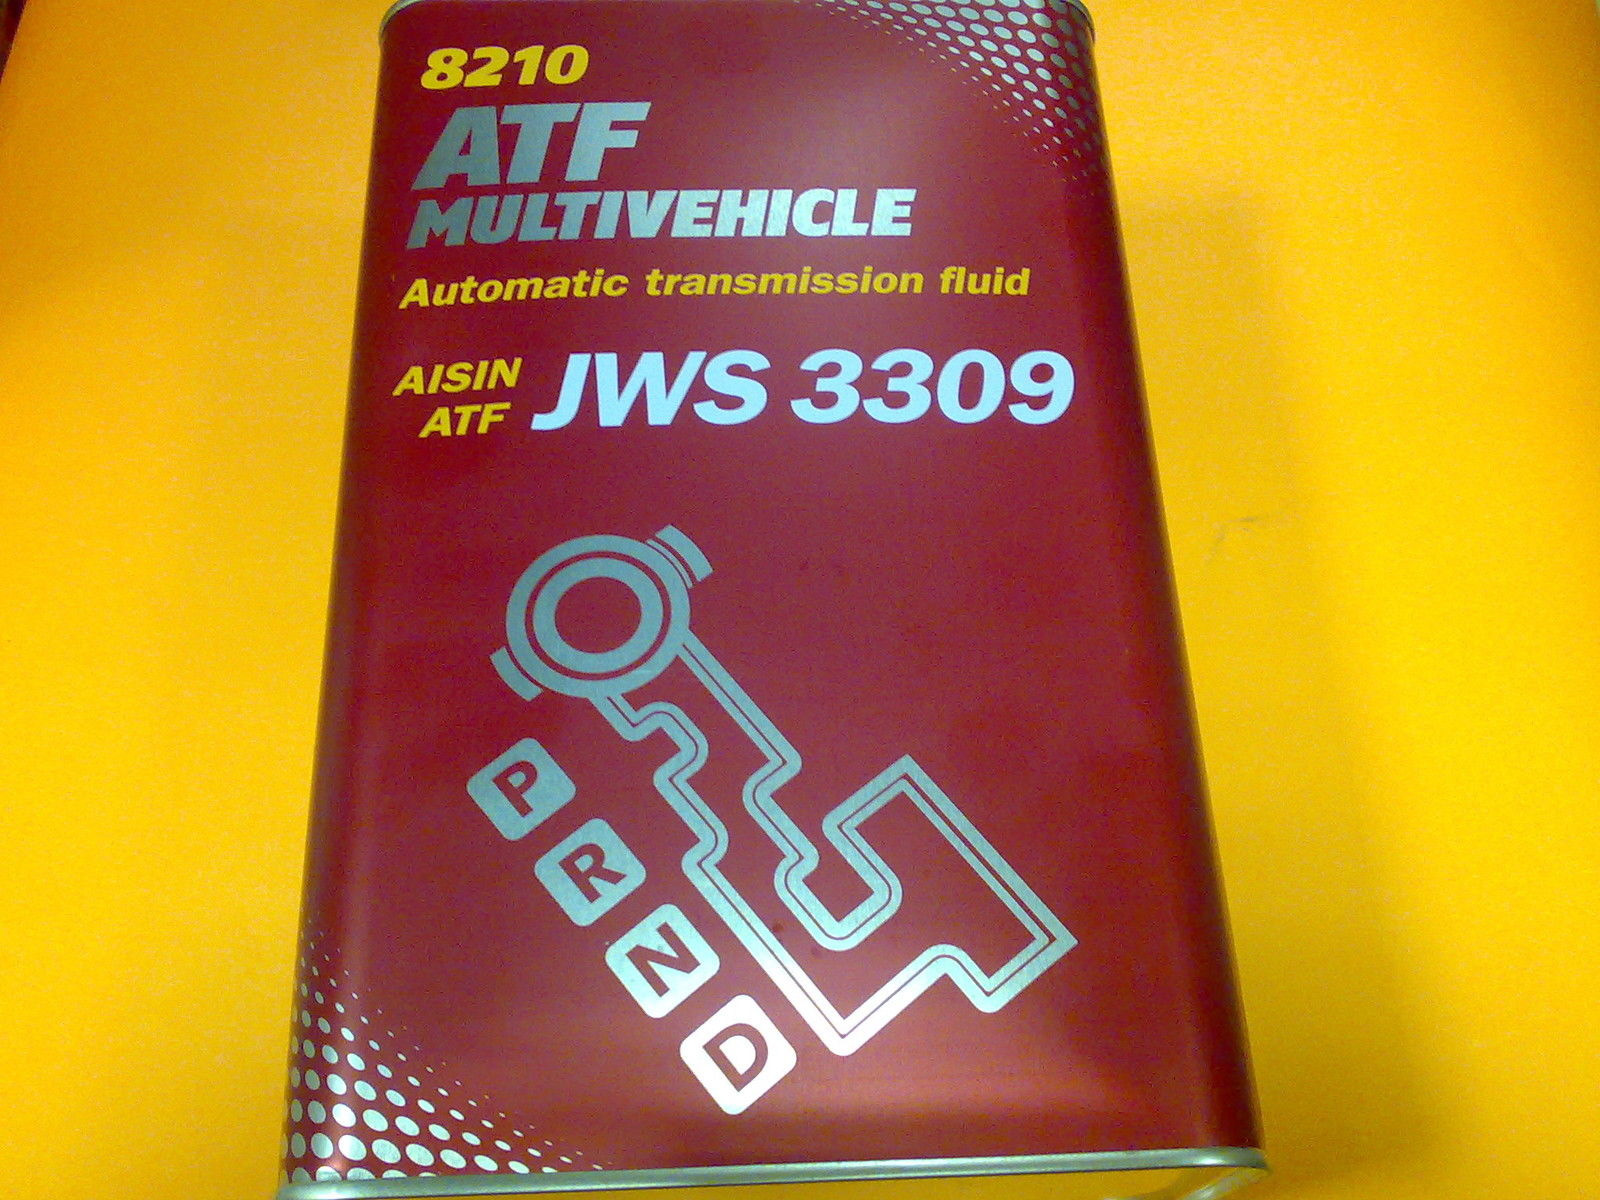 8210
ATF
MULTIVEHICLE
Automatic transmission fluid
AISIN
ATF
JWS 3309
P
R
N
D